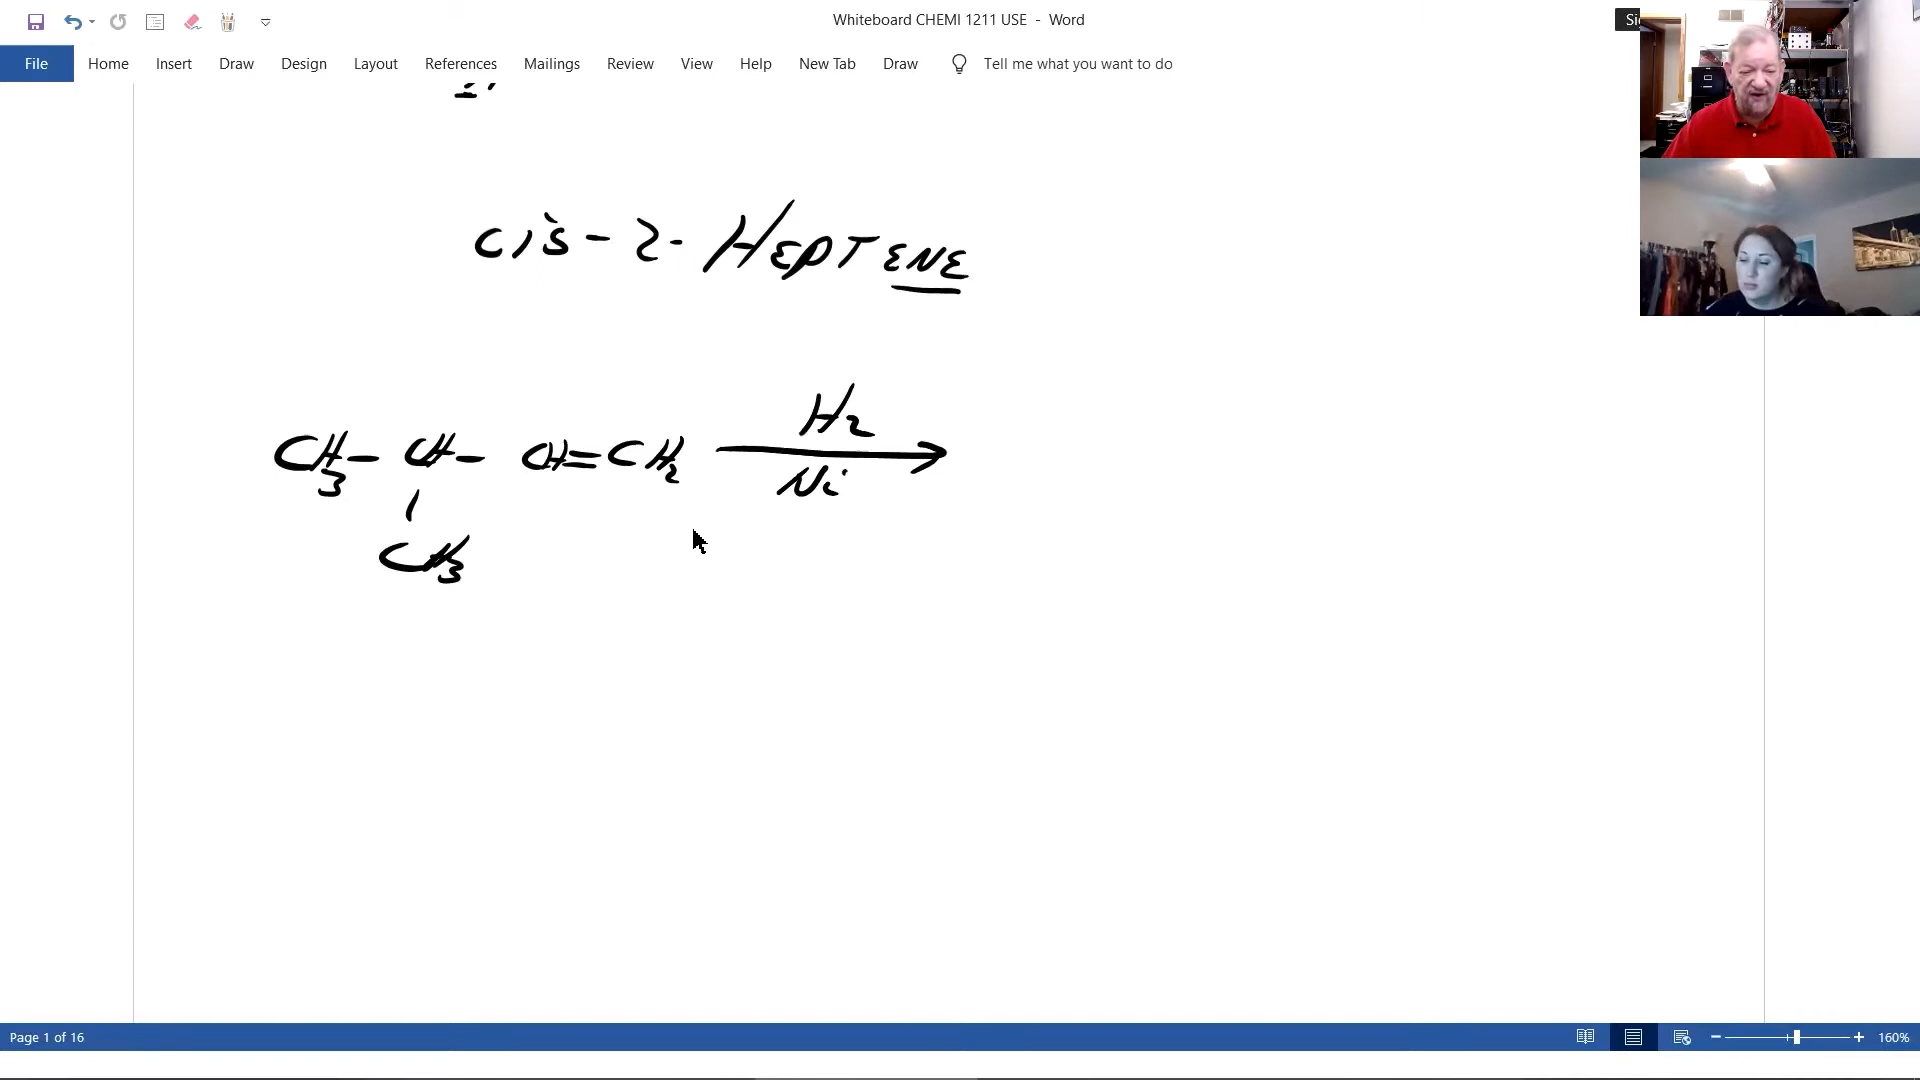 Whiteboard CHEMI 1211 USE - Word
File Home Insert Draw Design Layout References Mailings Review View Help New Tab Draw Tell me what you want to do
cis - 2 - HEPTENE
H2
CH3 - CH - CH=CH2
Ni
CH3
Page 1 of 16
160%